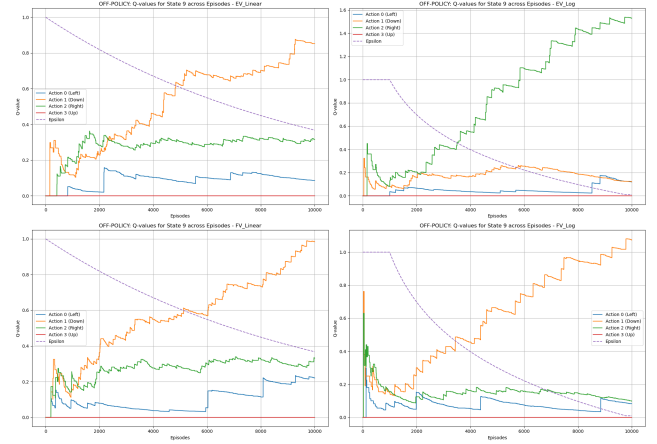 OFF-POLICY: Q-values for State 9 across Episodes - EV_Linear
1.0
0.8
0.6
0.4
0.2
0.0
Q-value
Action 0 (Left)
Action 1 (Down)
Action 2 (Right)
Action 3 (Up)
Epsilon
0 2000 4000 6000 8000 10000
Episodes
OFF-POLICY: Q-values for State 9 across Episodes - EV_Log
1.6
1.4
1.2
1.0
0.8
0.6
0.4
0.2
0.0
Q-value
Action 0 (Left)
Action 1 (Down)
Action 2 (Right)
Action 3 (Up)
Epsilon
0 2000 4000 6000 8000 10000
Episodes
OFF-POLICY: Q-values for State 9 across Episodes - FV_Linear
1.0
0.8
0.6
0.4
0.2
0.0
Q-value
Action 0 (Left)
Action 1 (Down)
Action 2 (Right)
Action 3 (Up)
Epsilon
0 2000 4000 6000 8000 10000
Episodes
OFF-POLICY: Q-values for State 9 across Episodes - FV_Log
1.0
0.8
0.6
0.4
0.2
0.0
Q-value
Action 0 (Left)
Action 1 (Down)
Action 2 (Right)
Action 3 (Up)
Epsilon
0 2000 4000 6000 8000 10000
Episodes